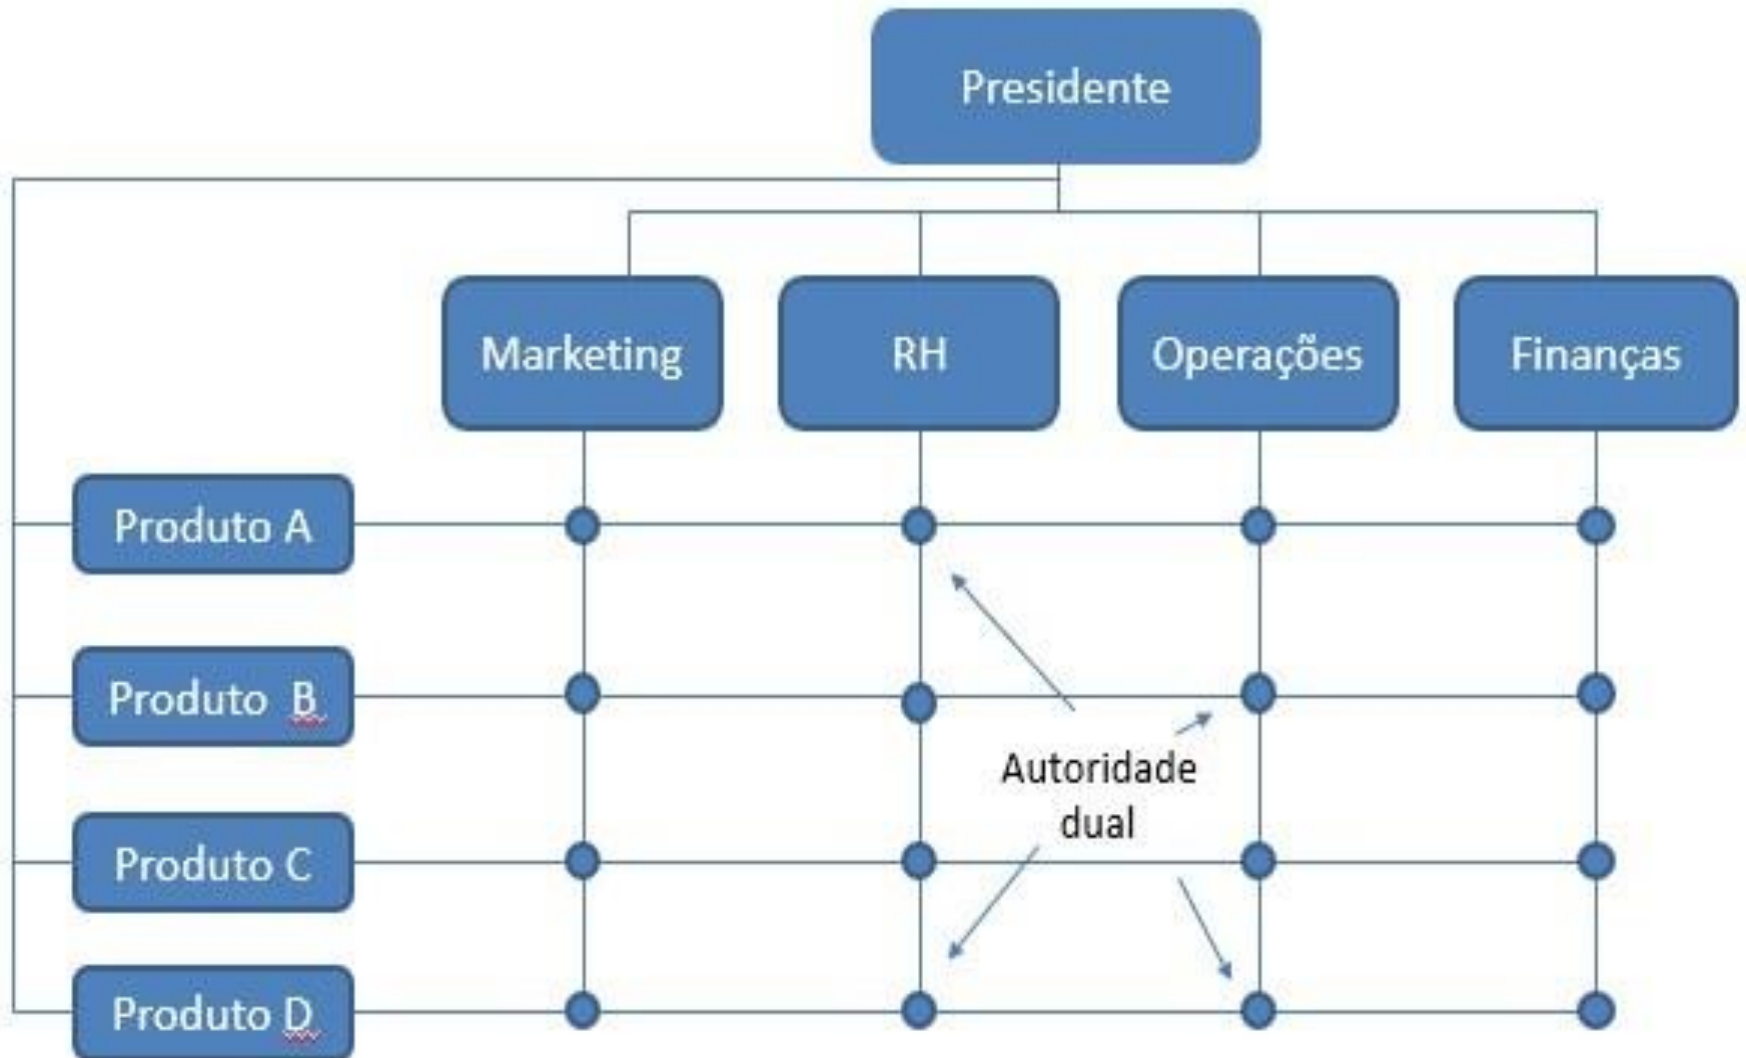 Presidente
Marketing
RH
Operações
Finanças
Produto A
Produto B
Autoridade
dual
Produto C
Produto D